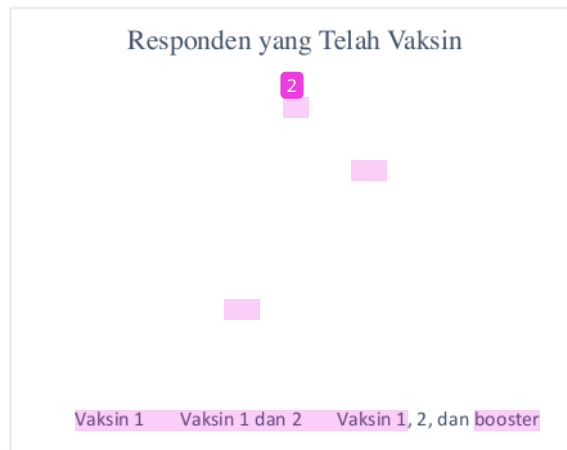 Responden yang Telah Vaksin
2
Vaksin 1 Vaksin 1 dan 2 Vaksin 1, 2, dan booster